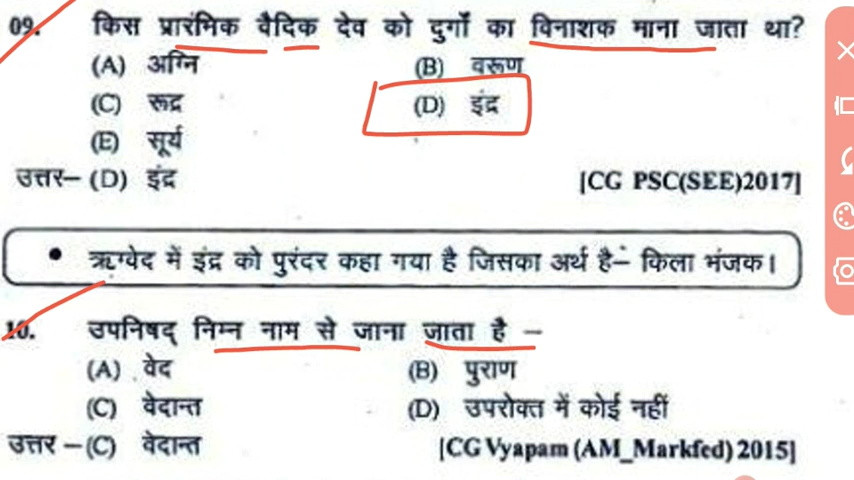 09. किस प्रारंभिक वैदिक देव को दुर्गों का विनाशक माना जाता था?
(A) अग्नि (B) वरूण
(C) रूद्र (D) इंद्र
(E) सूर्य
उत्तर– (D) इंद्र [CG PSC(SEE)2017]
• ऋग्वेद में इंद्र को पुरंदर कहा गया है जिसका अर्थ है– किला भंजक।
10. उपनिषद् निम्न नाम से जाना जाता है –
(A) वेद (B) पुराण
(C) वेदान्त (D) उपरोक्त में कोई नहीं
उत्तर –(C) वेदान्त [CG Vyapam (AM_Markfed) 2015]